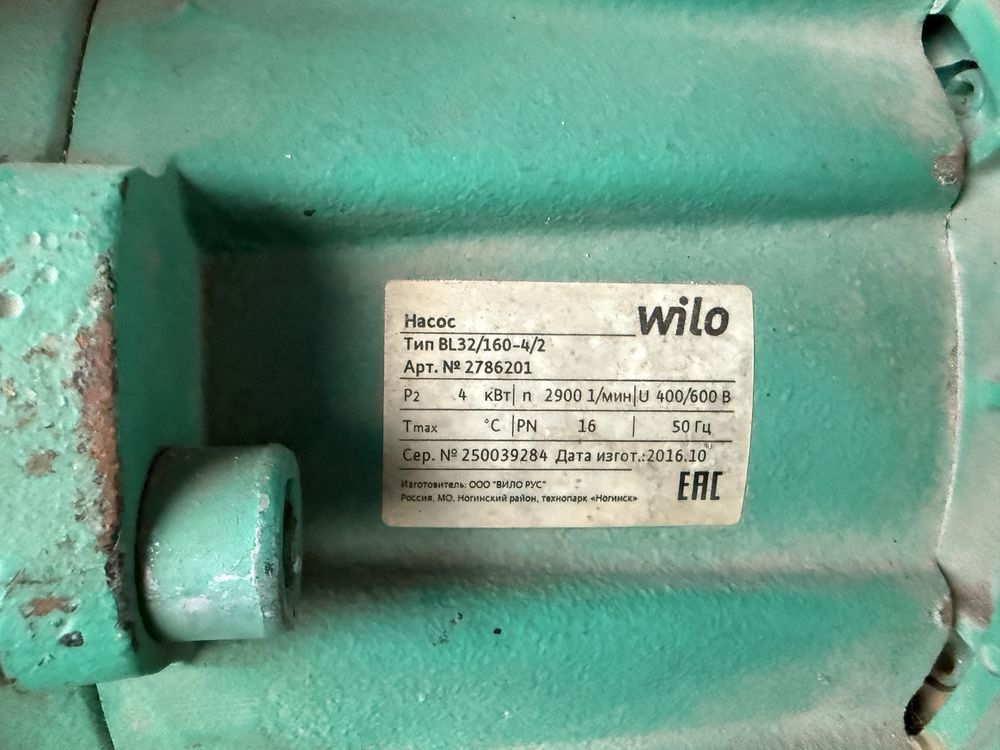 wilo
Насос
Тип BL32/160-4/2
Арт. № 2786201
P2 4 кВт n 2900 1/мин U 400/600 В
Tmax °C PN 16 50 Гц
Сер. № 250039284 Дата изгот.:2016.10
Изготовитель: ООО "ВИЛО РУС"
Россия, МО, Ногинский район, технопарк «Ногинск»
ЕАС